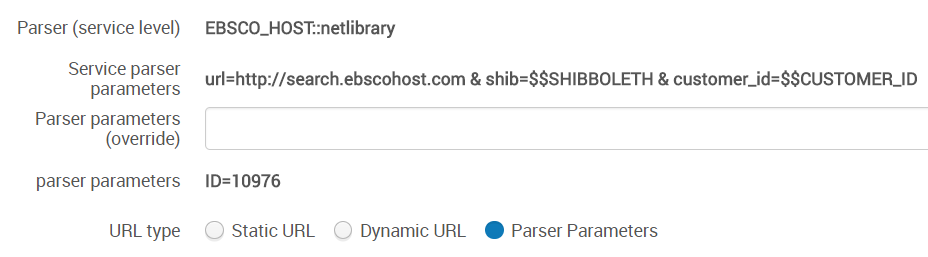 Parser (service level) EBSCO_HOST::netlibrary
Service parser
parameters
url=http://search.ebscohost.com & shib=$$SHIBBOLETH & customer_id=$$CUSTOMER_ID
Parser parameters
(override)
parser parameters ID=10976
URL type Static URL Dynamic URL Parser Parameters